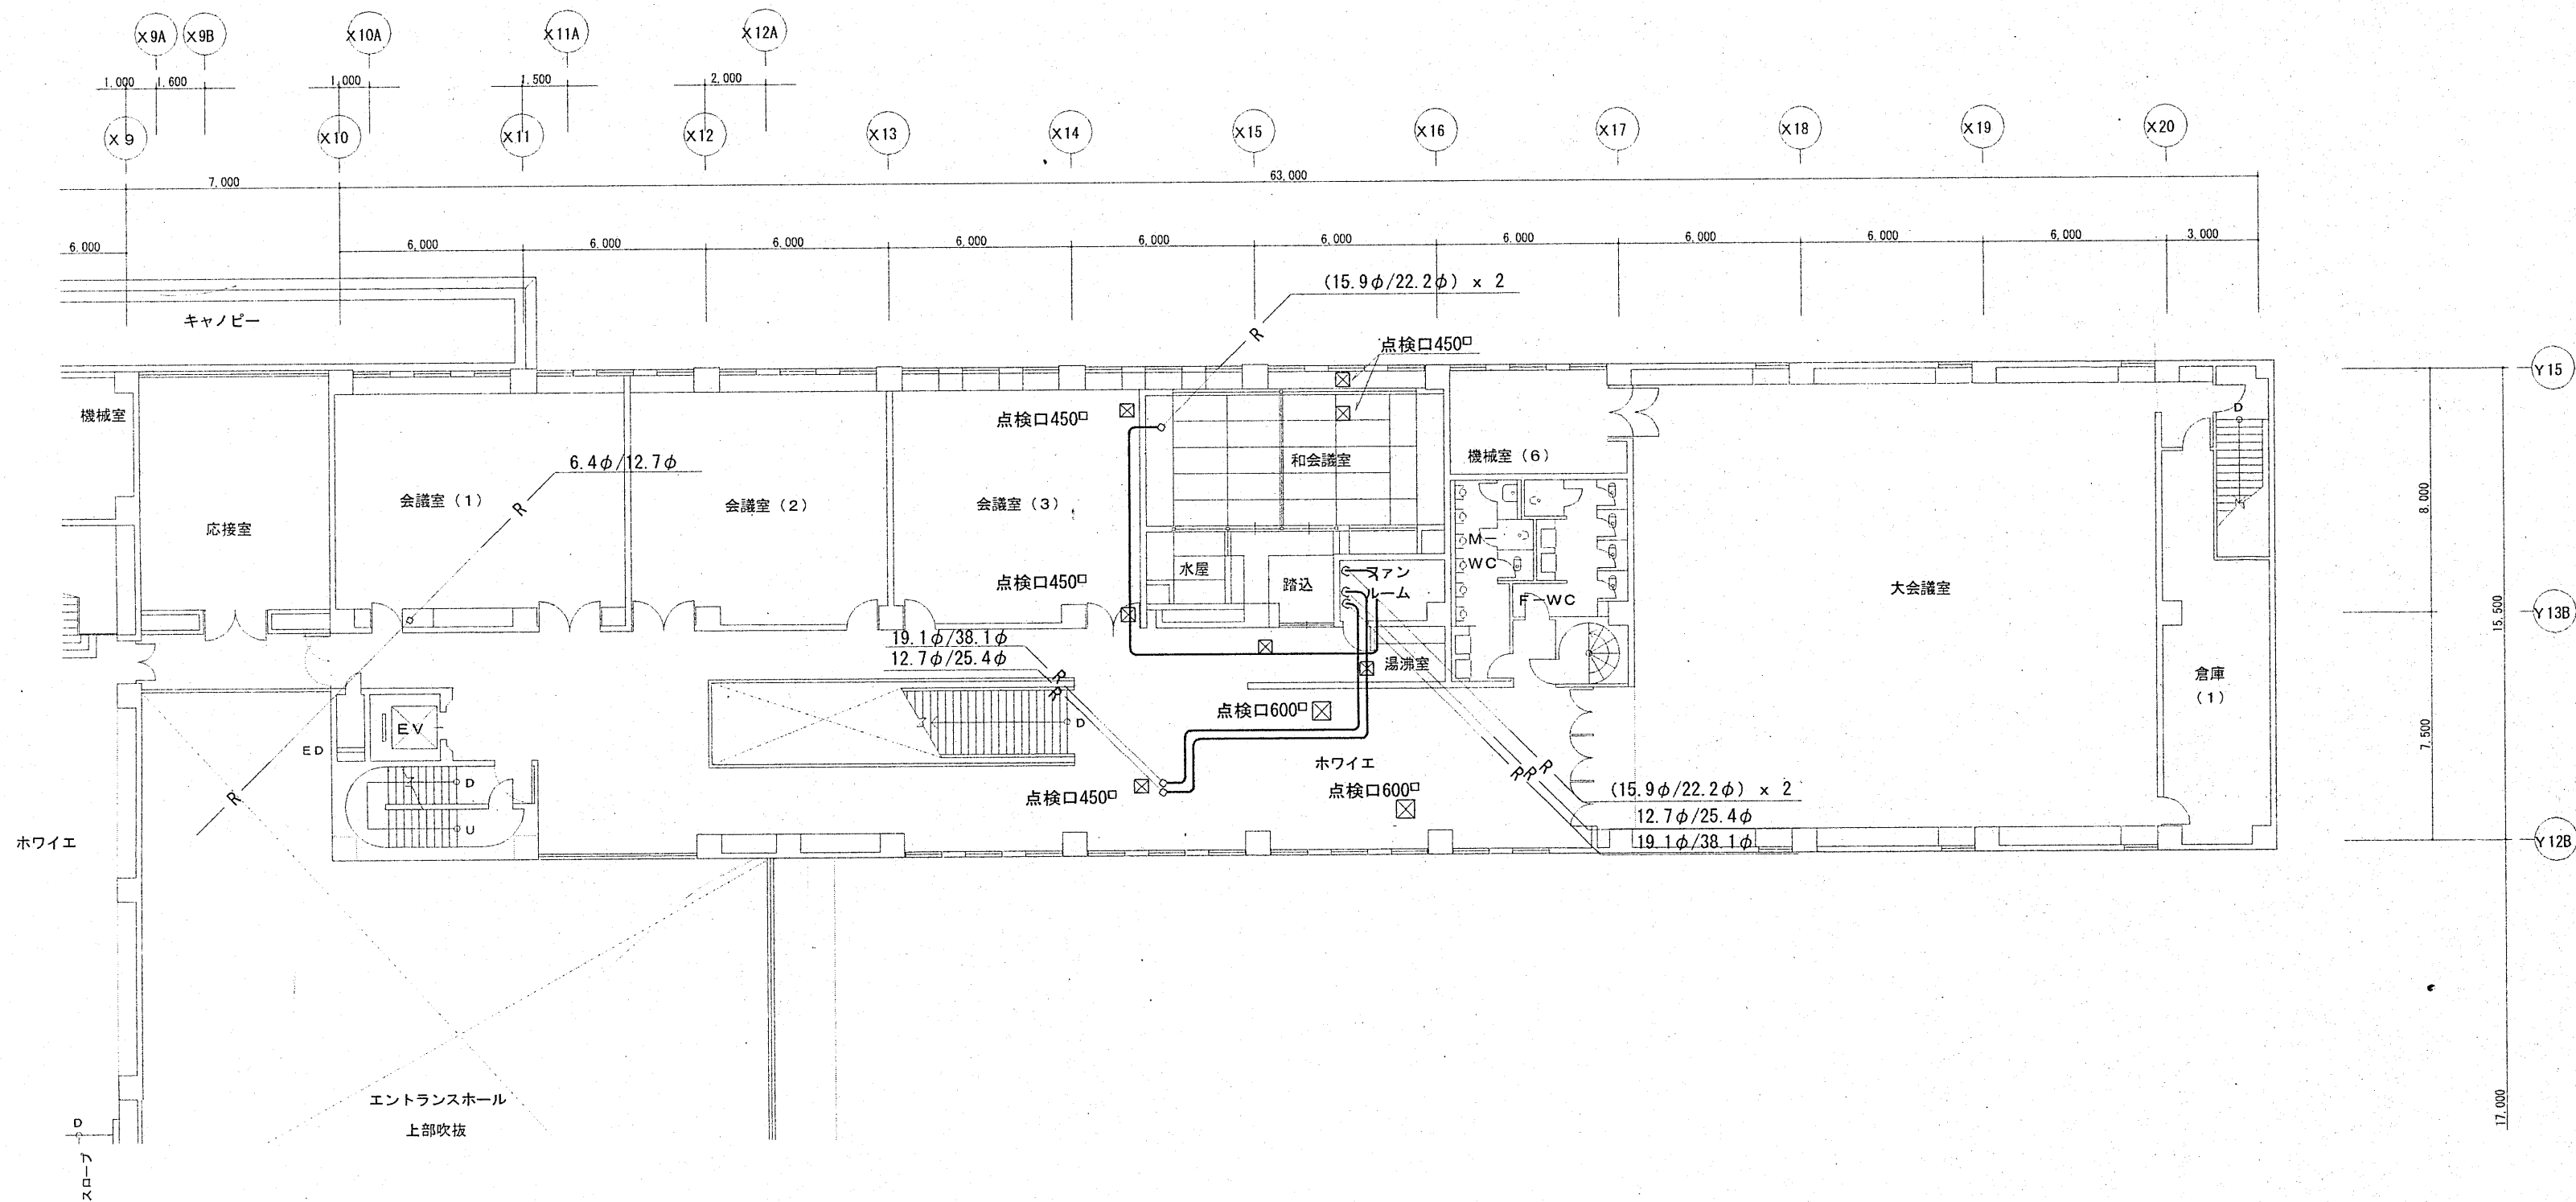 X9A
X9B
X10A
X11A
X12A
1,000
1,600
1,000
1,500
2,000
X9
X10
X11
X12
X13
X14
X15
X16
X17
X18
X19
X20
7,000
63,000
6,000
6,000
6,000
6,000
6,000
6,000
6,000
6,000
6,000
6,000
6,000
3,000
(15.9φ/22.2φ) x 2
キャノピー
R
点検口450□
Y15
機械室
点検口450□
D
6.4φ/12.7φ
和会議室
機械室(6)
会議室(1)
会議室(2)
会議室(3)
8,000
R
応接室
M-
WC
水屋
踏込
ファン
ルーム
点検口450□
大会議室
F-WC
15,500
Y13B
19.1φ/38.1φ
12.7φ/25.4φ
湯沸室
R
R
倉庫
(1)
点検口600□
D
EV
ED
7,500
ホワイエ
R
R
R
D
点検口450□
点検口600□
(15.9φ/22.2φ) x 2
R
12.7φ/25.4φ
U
19.1φ/38.1φ
ホワイエ
Y12B
エントランスホール
上部吹抜
17,000
D
スロープ